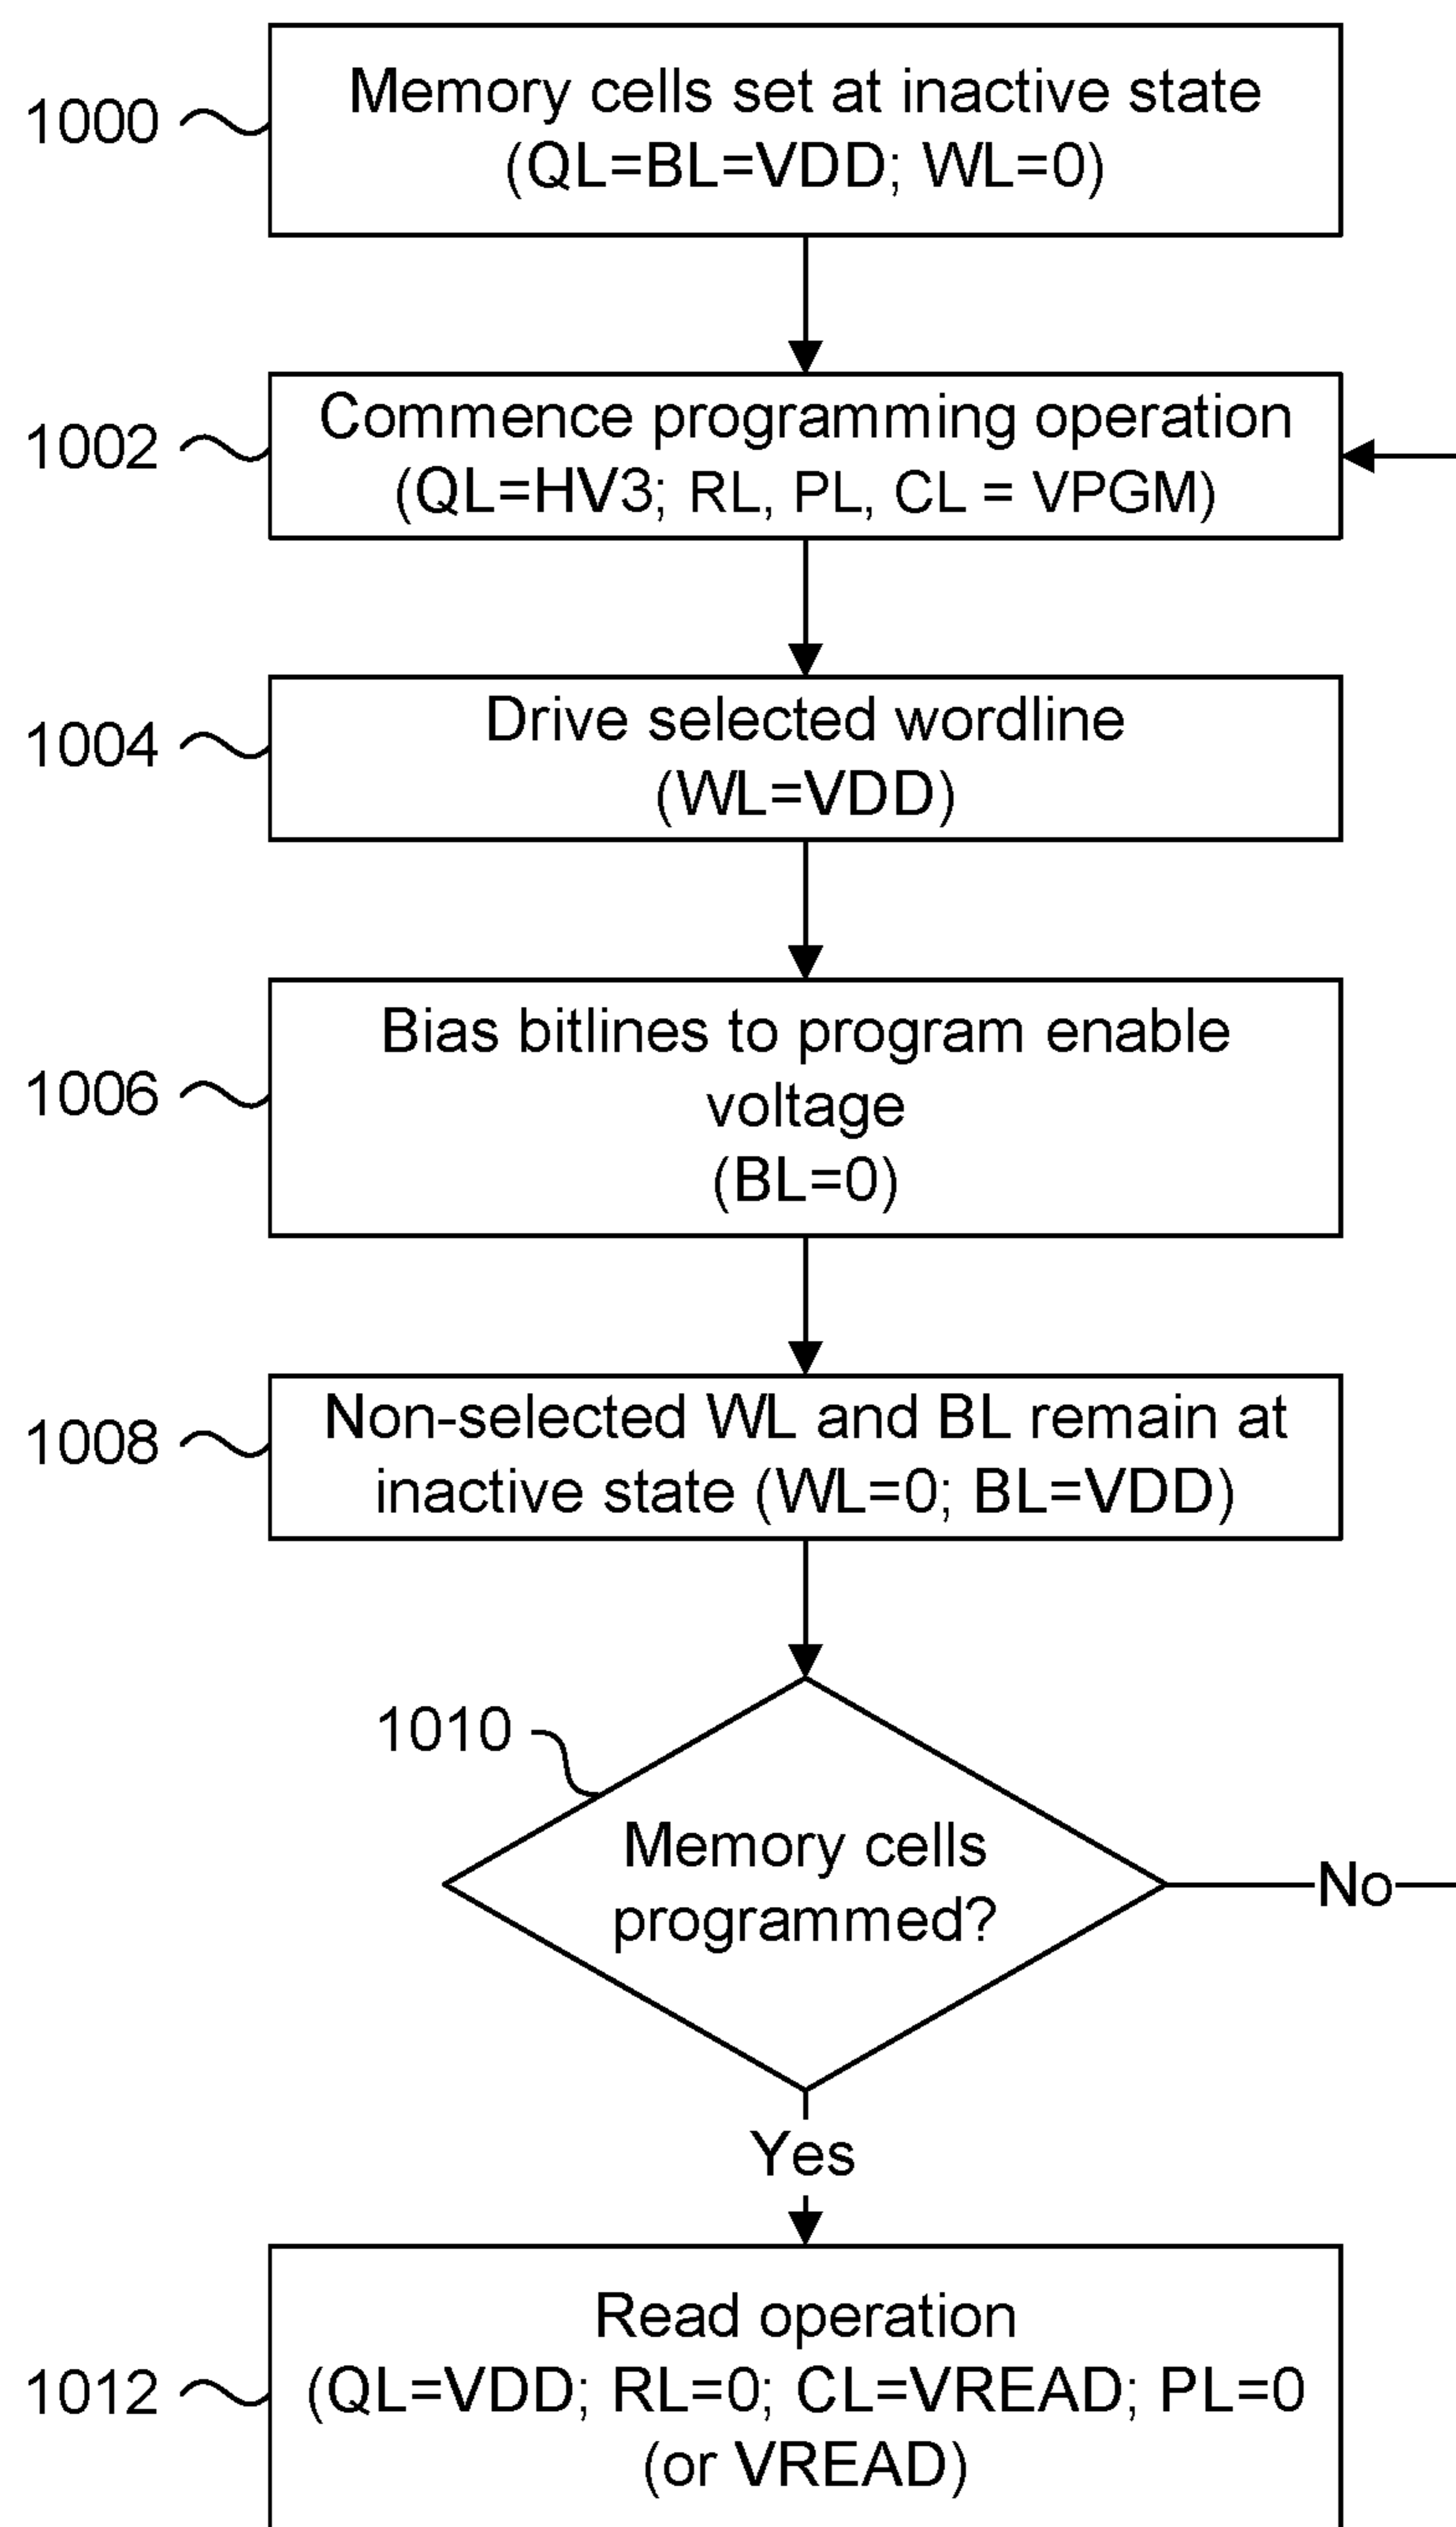 1000
Memory cells set at inactive state
(QL=BL=VDD; WL=0)
1002
Commence programming operation
(QL=HV3; RL, PL, CL = VPGM)
1004
Drive selected wordline
(WL=VDD)
1006
Bias bitlines to program enable
voltage
(BL=0)
1008
Non-selected WL and BL remain at
inactive state (WL=0; BL=VDD)
1010
Memory cells
programmed?
No
Yes
1012
Read operation
(QL=VDD; RL=0; CL=VREAD; PL=0
(or VREAD)